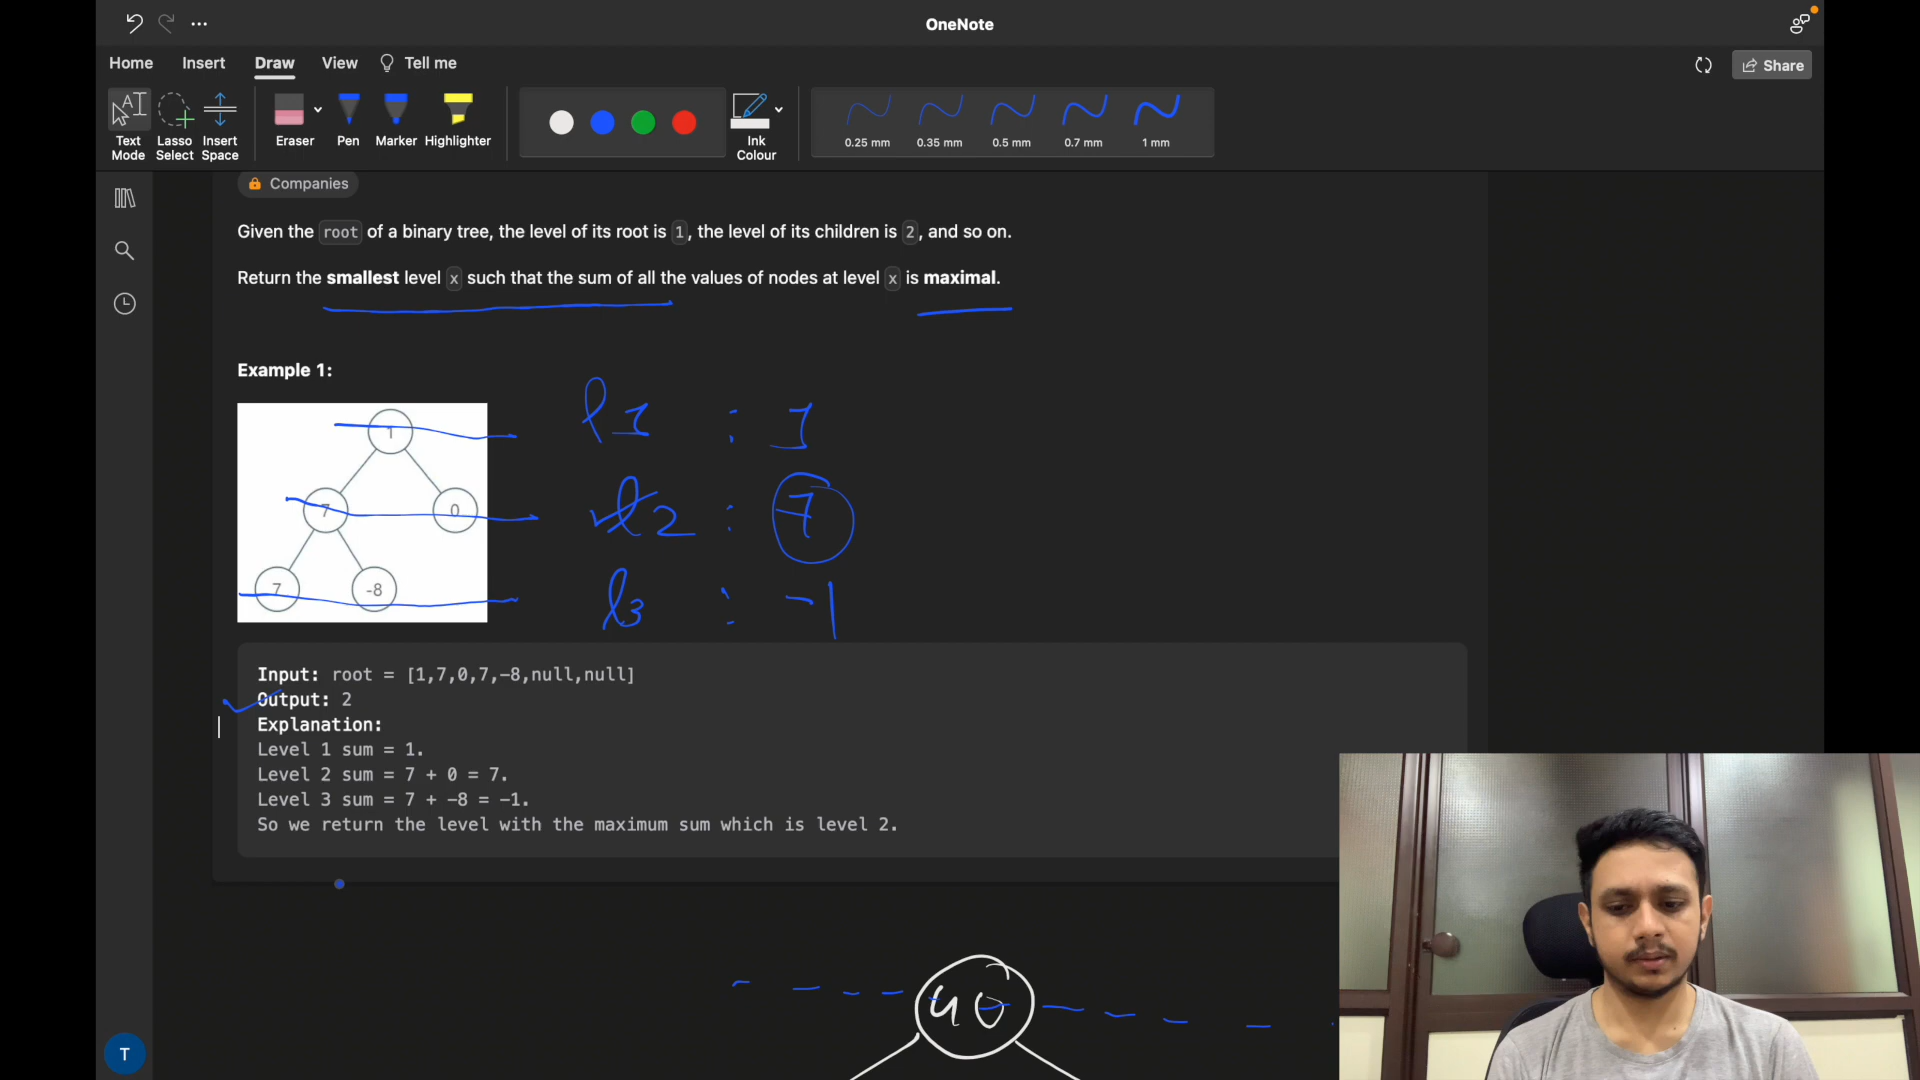 OneNote
Home Insert Draw View Tell me
Share
Text Mode
Lasso Select
Insert Space
Eraser
Pen
Marker
Highlighter
Ink Colour
0.25 mm
0.35 mm
0.5 mm
0.7 mm
1 mm
Companies
Given the root of a binary tree, the level of its root is 1, the level of its children is 2, and so on.
Return the smallest level x such that the sum of all the values of nodes at level x is maximal.
Example 1:
1
7 0
7 -8
l1 : 1
l2 : 7
l3 : -1
Input: root = [1,7,0,7,-8,null,null]
Output: 2
Explanation:
Level 1 sum = 1.
Level 2 sum = 7 + 0 = 7.
Level 3 sum = 7 + -8 = -1.
So we return the level with the maximum sum which is level 2.
40
T